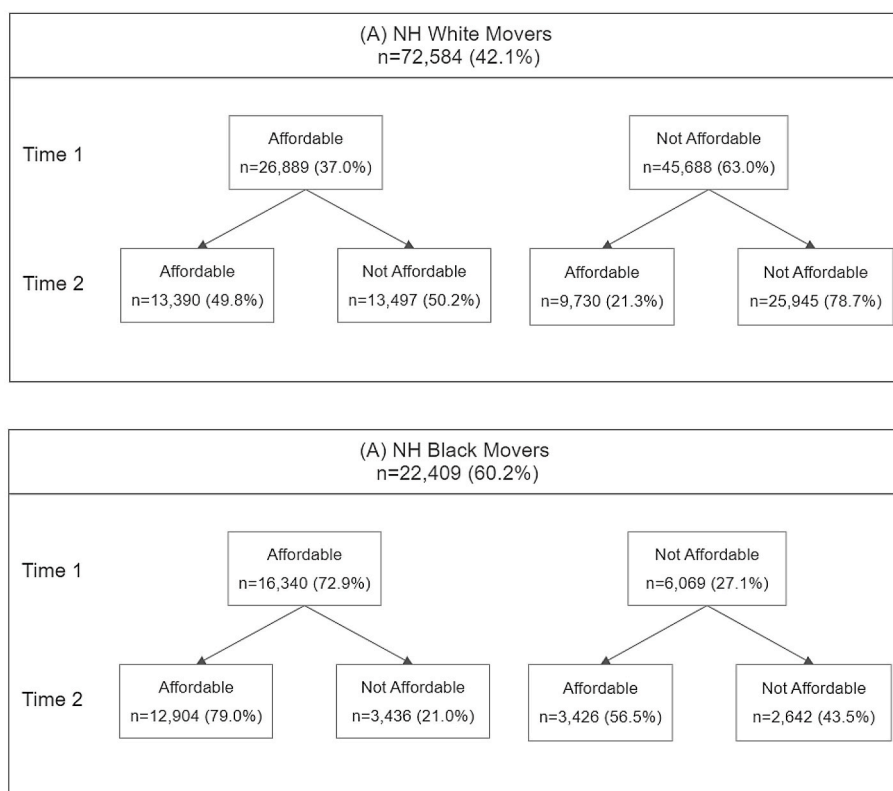 (A) NH White Movers
n=72,584 (42.1%)
Time 1
Affordable
n=26,889 (37.0%)
Not Affordable
n=45,688 (63.0%)
Time 2
Affordable
n=13,390 (49.8%)
Not Affordable
n=13,497 (50.2%)
Affordable
n=9,730 (21.3%)
Not Affordable
n=25,945 (78.7%)
(A) NH Black Movers
n=22,409 (60.2%)
Time 1
Affordable
n=16,340 (72.9%)
Not Affordable
n=6,069 (27.1%)
Time 2
Affordable
n=12,904 (79.0%)
Not Affordable
n=3,436 (21.0%)
Affordable
n=3,426 (56.5%)
Not Affordable
n=2,642 (43.5%)